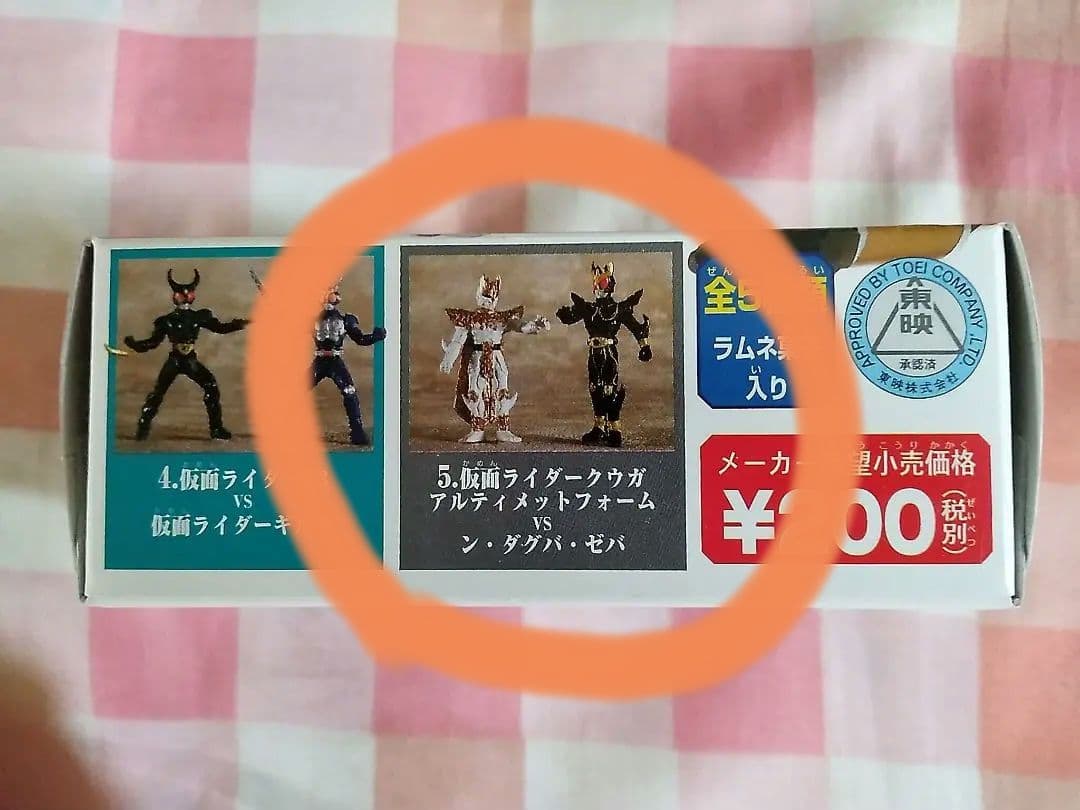 4.仮面ライダー
VS
仮面ライダーギ
5.仮面ライダークウガ
アルティメットフォーム
VS
ン・ダグバ・ゼバ
全5
ラムネ
入り
APPROVED BY TOEI COMPANY,LTD.
東映
承認済
東映株式会社
メーカー 望小売価格
¥ 00
(税別)